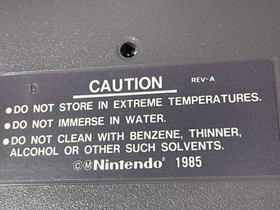 CAUTION REV-A
●DO NOT STORE IN EXTREME TEMPERATURES.
●DO NOT IMMERSE IN WATER.
●DO NOT CLEAN WITH BENZENE, THINNER,
ALCOHOL OR OTHER SUCH SOLVENTS.
©ⓂNintendo® 1985